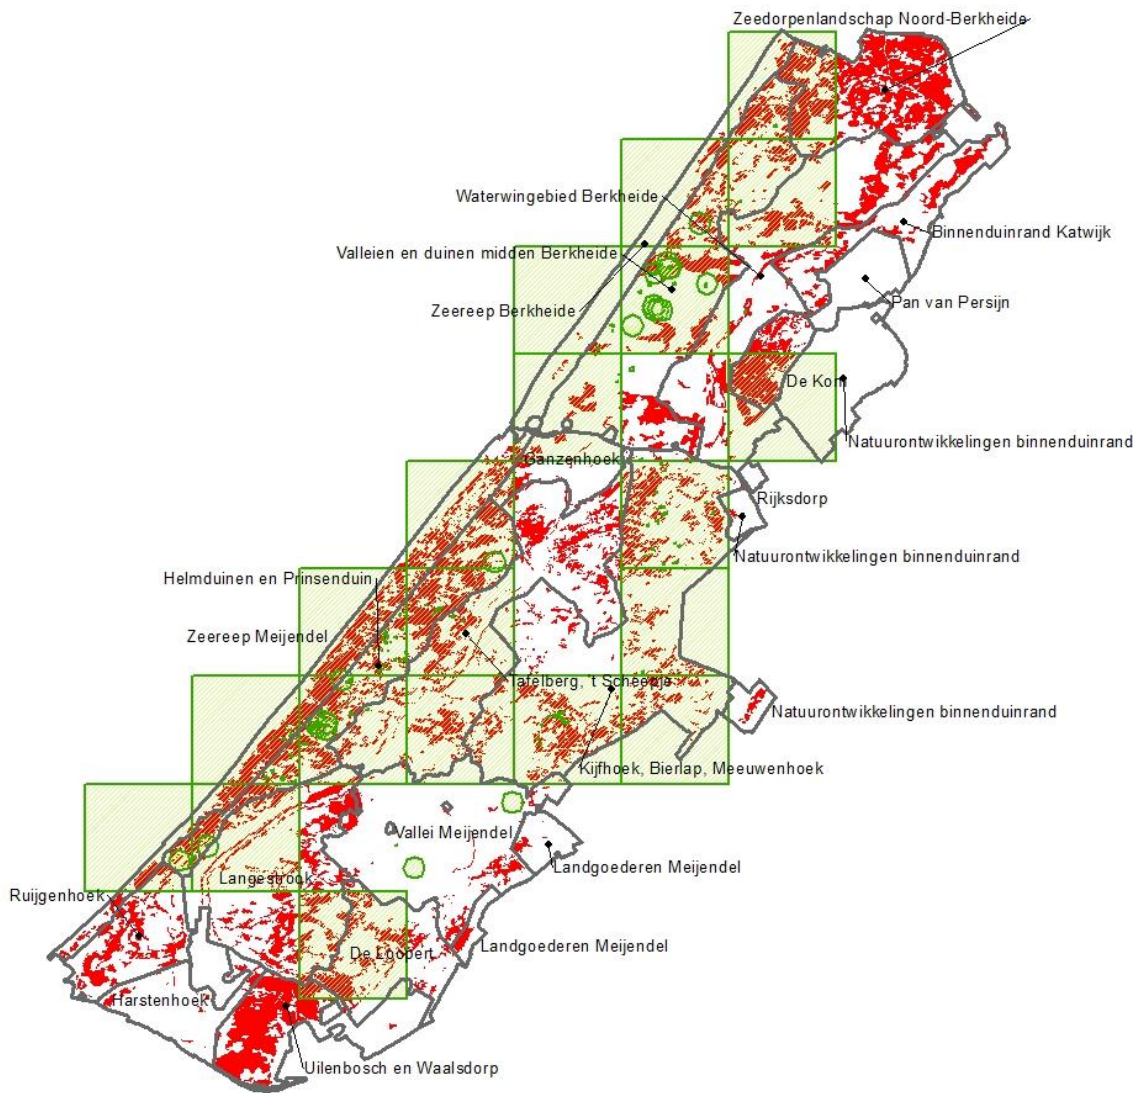 Zeedorpenlandschap Noord-Berkheide
Waterwingebied Berkheide
Binnenduinrand Katwijk
Valleien en duinen midden Berkheide
Pan van Persijn
Zeereep Berkheide
De Kom
Natuurontwikkelingen binnenduinrand
Ganzenhoek
Rijksdorp
Natuurontwikkelingen binnenduinrand
Helmduinen en Prinsenduin
Zeereep Meijendel
Tafelberg, 't Scheepje
Natuurontwikkelingen binnenduinrand
Kijfhoek, Bierlap, Meeuwenhoek
Vallei Meijendel
Landgoederen Meijendel
Langestrook
Ruijgenhoek
Landgoederen Meijendel
De Loopert
Harstenhoek
Uilenbosch en Waalsdorp